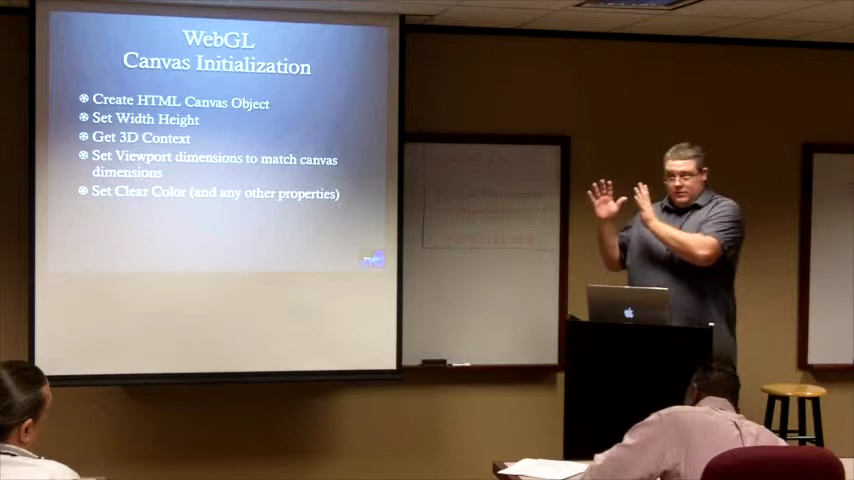 WebGL
Canvas Initialization
Create HTML Canvas Object
Set Width Height
Get 3D Context
Set Viewport dimensions to match canvas
dimensions
Set Clear Color (and any other properties)